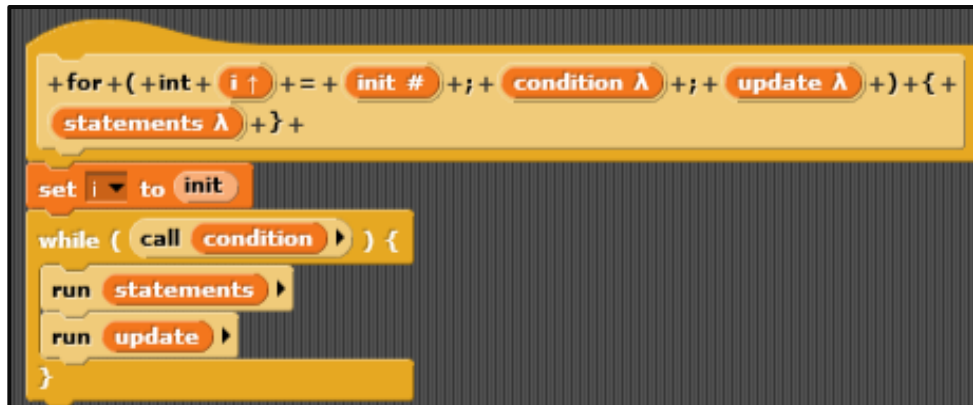 +for+(+int+ i ↑ +=+ init # +;+ condition λ +;+ update λ +)+{+
statements λ +}+
set i ▼ to init
while ( call condition ) {
run statements
run update
}